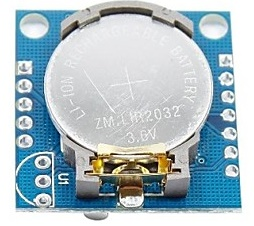 LI-ION RECHARGEABLE BATTERY
ZM.LIR2032
3.6V
U1